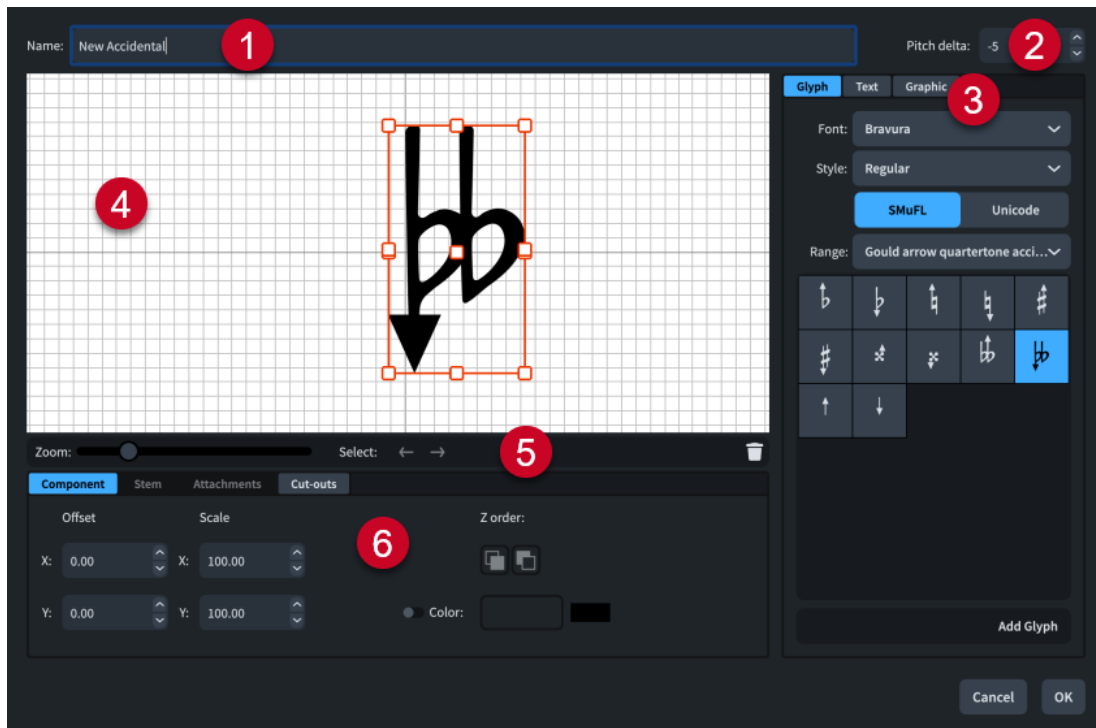 Name: New Accidental 1 Pitch delta: -5 2
Glyph Text Graphic 3
Font: Bravura
Style: Regular
SMuFL Unicode
Range: Gould arrow quartertone acci...
4
Zoom: Select: ← → 5
Component Stem Attachments Cut-outs
Offset Scale Z order:
6
X: 0.00 X: 100.00
Y: 0.00 Y: 100.00 Color:
Add Glyph
Cancel OK